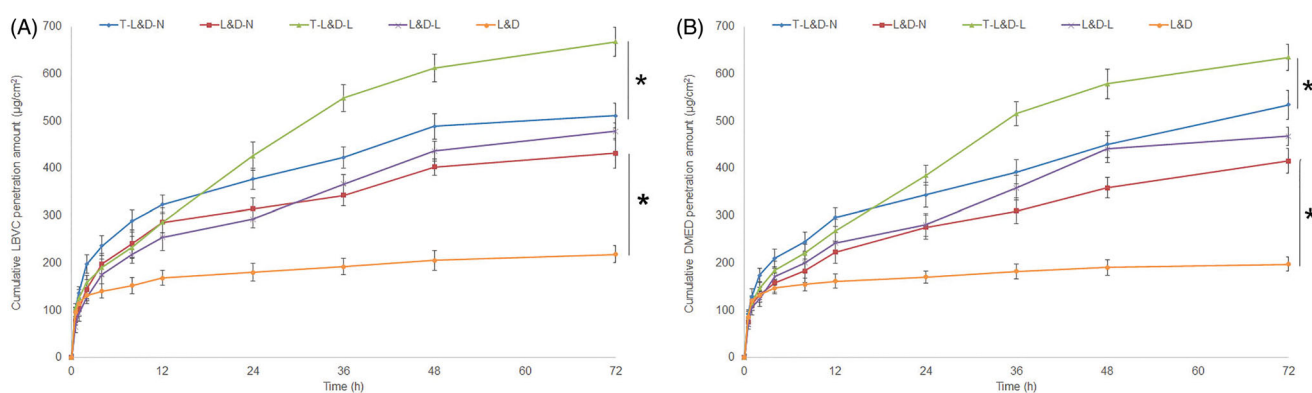 (A)
T-L&D-N L&D-N T-L&D-L L&D-L L&D
Cumulative LBVC penetration amount (µg/cm²)
700
600
500
400
300
200
100
0
*
*
0 12 24 36 48 72
Time (h)
(B)
T-L&D-N L&D-N T-L&D-L L&D-L L&D
Cumulative DMED penetration amount (µg/cm²)
700
600
500
400
300
200
100
0
*
*
0 12 24 36 48 60 72
Time (h)